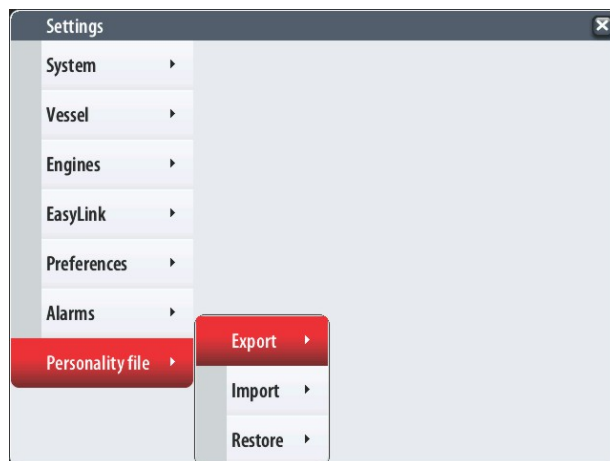 Settings
System
Vessel
Engines
EasyLink
Preferences
Alarms
Personality file
Export
Import
Restore